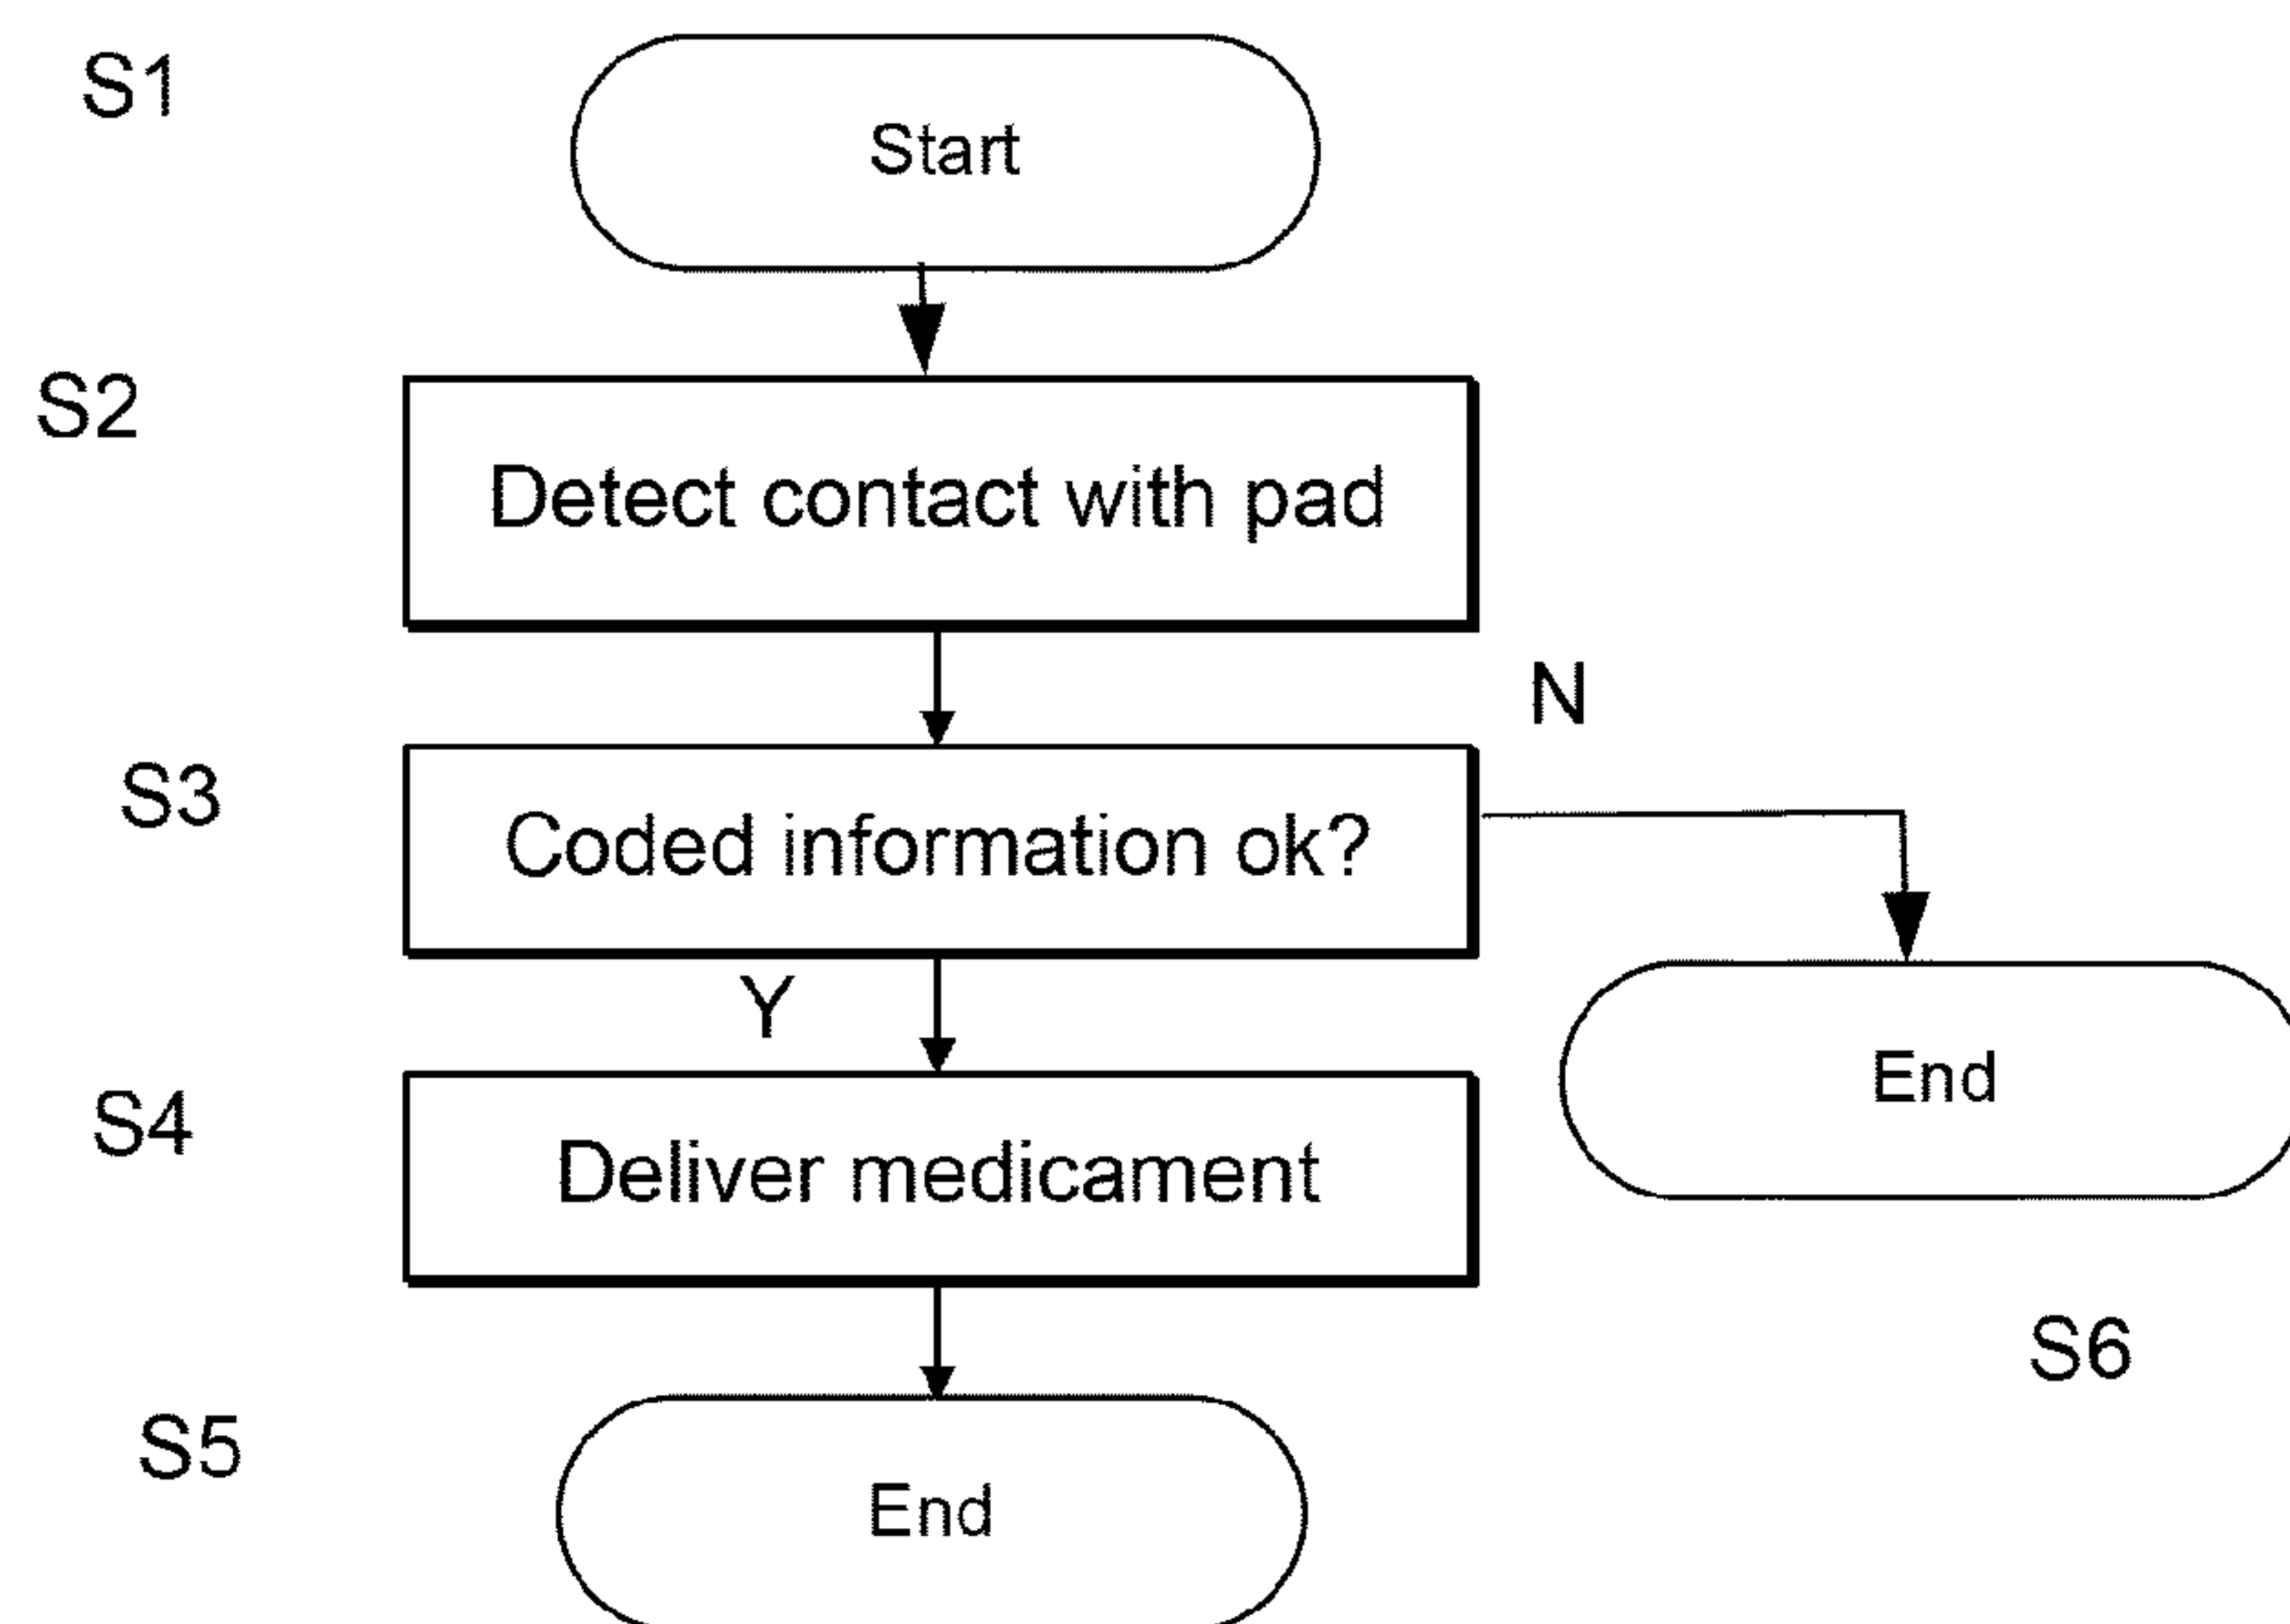 S1
Start
S2
Detect contact with pad
N
S3
Coded information ok?
Y
End
S4
Deliver medicament
S6
S5
End